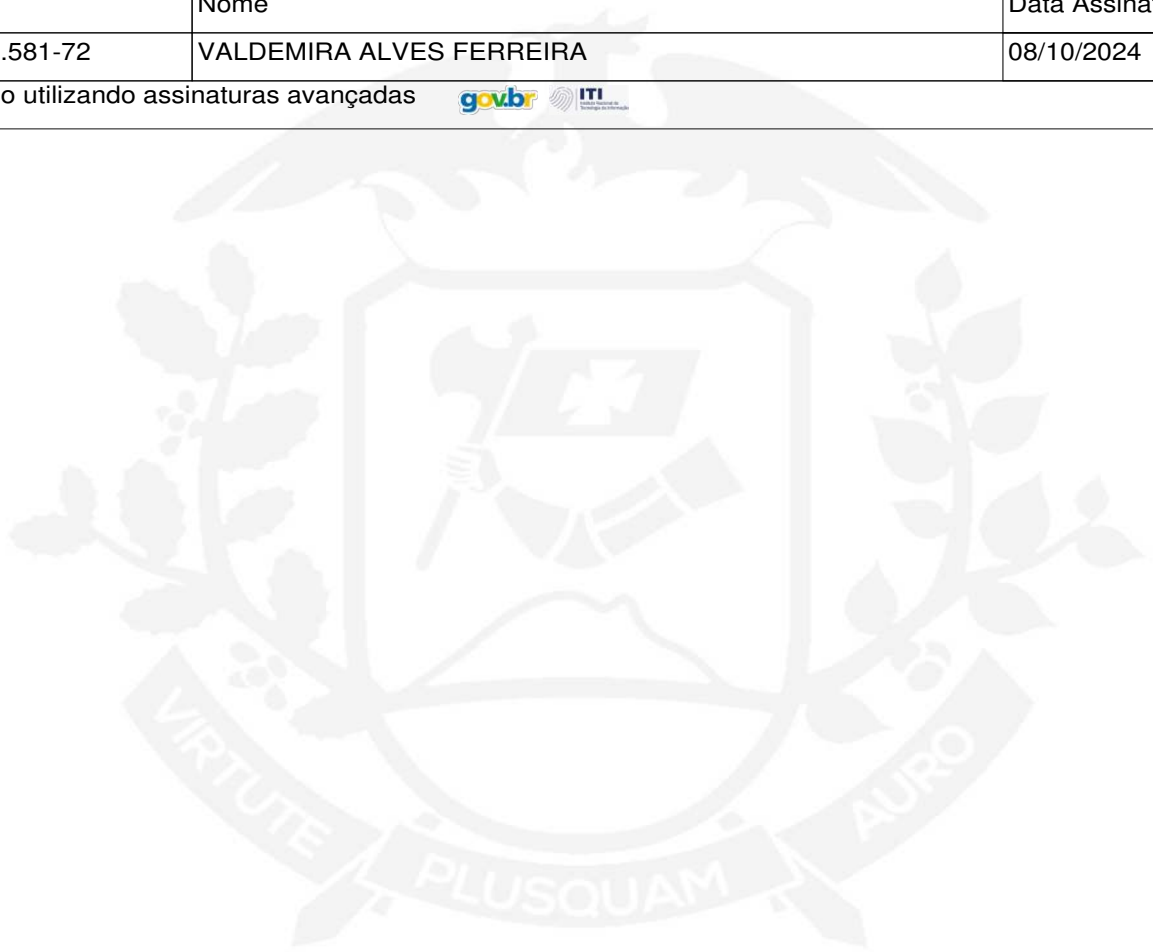 Nome Data Assina
.581-72 VALDEMIRA ALVES FERREIRA 08/10/2024
o utilizando assinaturas avançadas gov.br ITI
VIRTUTE PLUSQUAM AURO